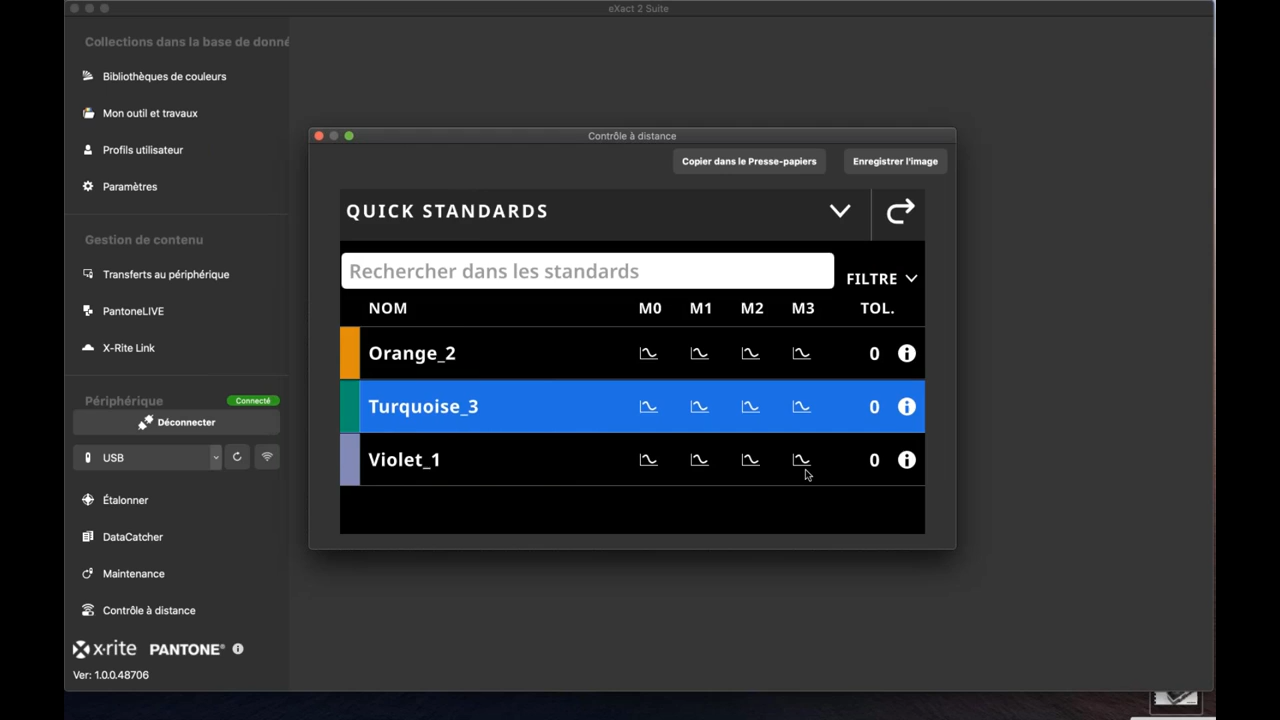 eXact 2 Suite
Collections dans la base de donné
Bibliothèques de couleurs
Mon outil et travaux
Profils utilisateur
Paramètres
Gestion de contenu
Transferts au périphérique
PantoneLIVE
X-Rite Link
Périphérique
Connecté
Déconnecter
USB
Étalonner
DataCatcher
Maintenance
Contrôle à distance
x·rite PANTONE®
Ver: 1.0.0.48706
Contrôle à distance
Copier dans le Presse-papiers
Enregistrer l'image
QUICK STANDARDS
Rechercher dans les standards
FILTRE
NOM M0 M1 M2 M3 TOL.
Orange_2 0
Turquoise_3 0
Violet_1 0